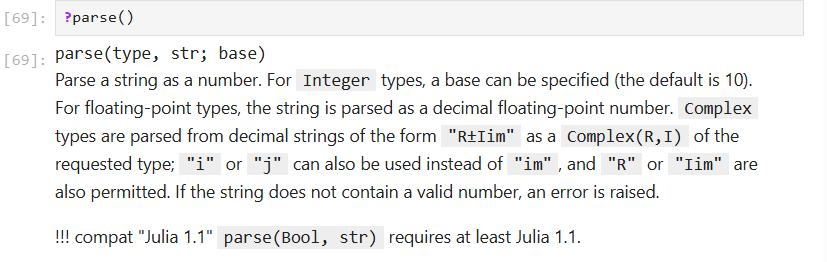 [69]: ?parse()
[69]: parse(type, str; base)
Parse a string as a number. For Integer types, a base can be specified (the default is 10).
For floating-point types, the string is parsed as a decimal floating-point number. Complex
types are parsed from decimal strings of the form "R±Iim" as a Complex(R,I) of the
requested type; "i" or "j" can also be used instead of "im", and "R" or "Iim" are
also permitted. If the string does not contain a valid number, an error is raised.
!!! compat "Julia 1.1" parse(Bool, str) requires at least Julia 1.1.